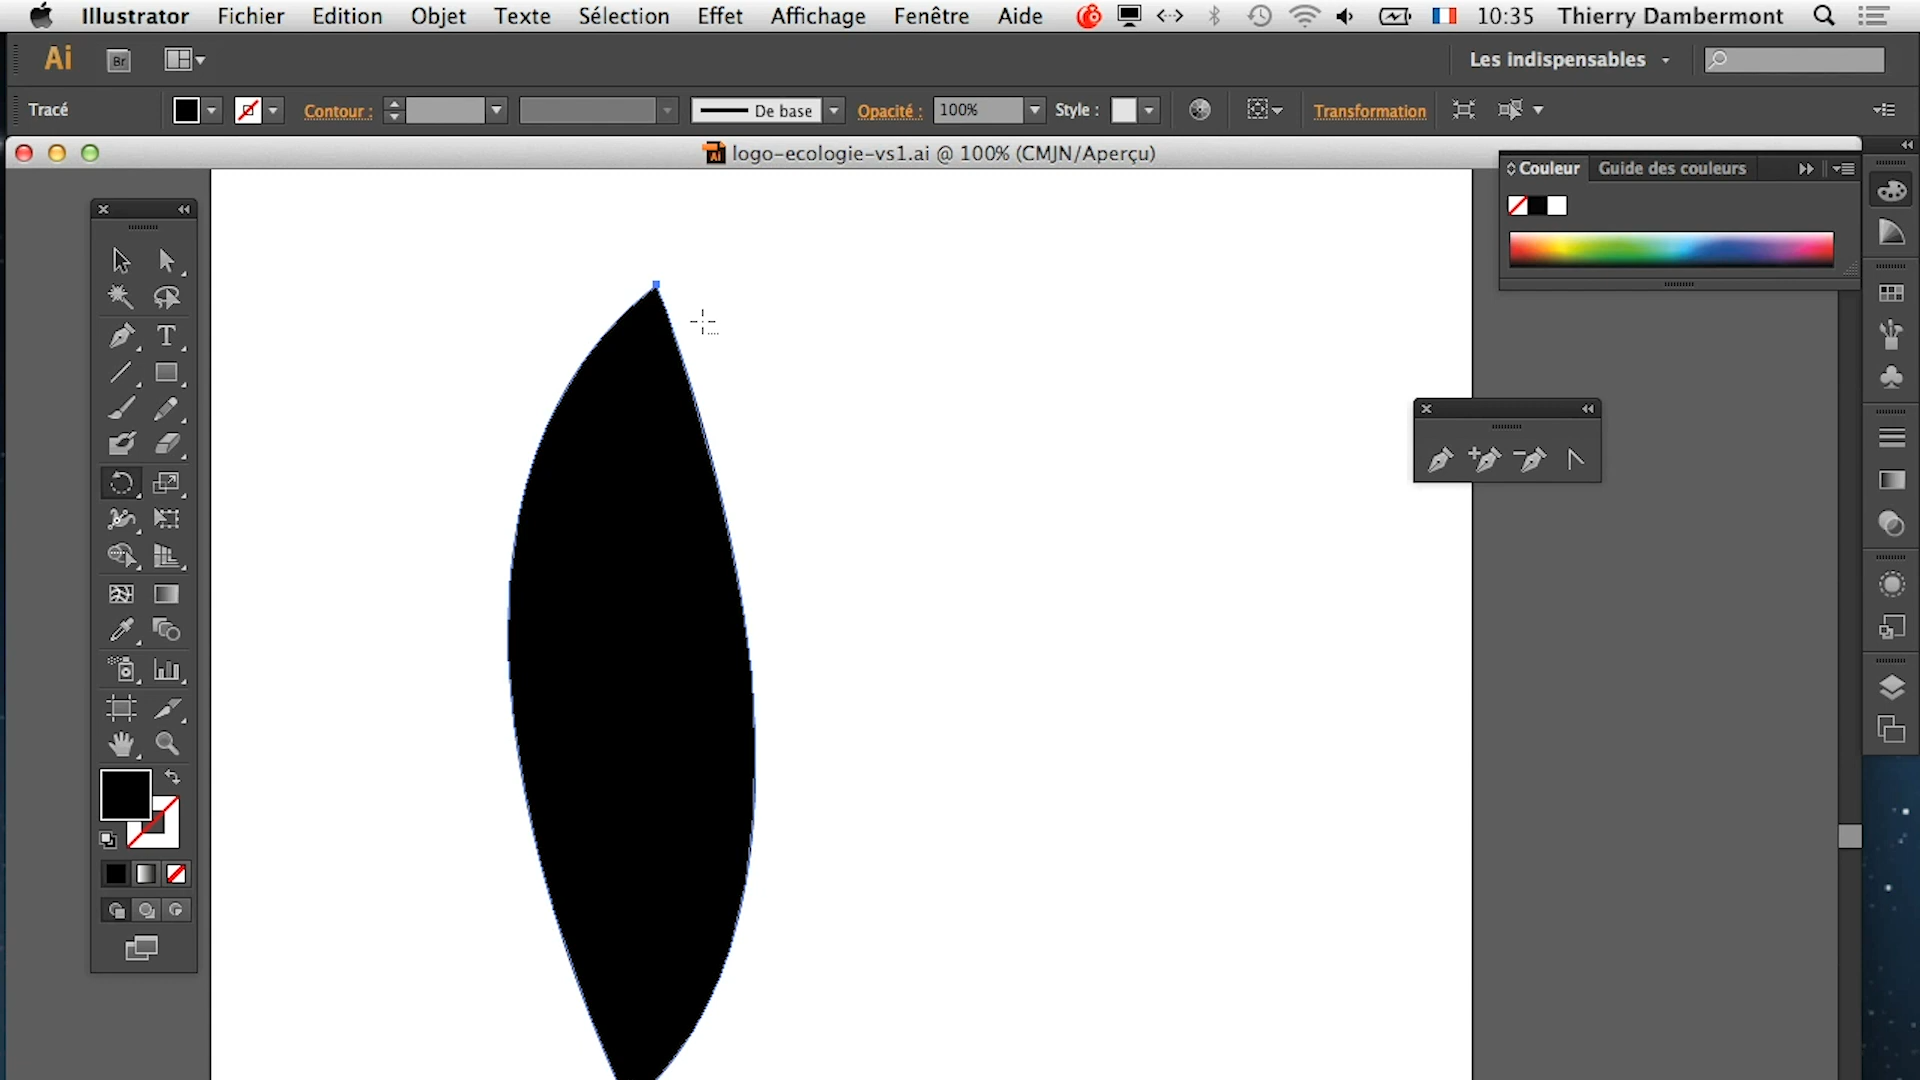 Illustrator Fichier Edition Objet Texte Sélection Effet Affichage Fenêtre Aide 10:35 Thierry Dambermont
Ai Br Les indispensables
Tracé Contour : De base Opacité : 100% Style : Transformation
logo-ecologie-vs1.ai @ 100% (CMJN/Aperçu)
Couleur Guide des couleurs
T